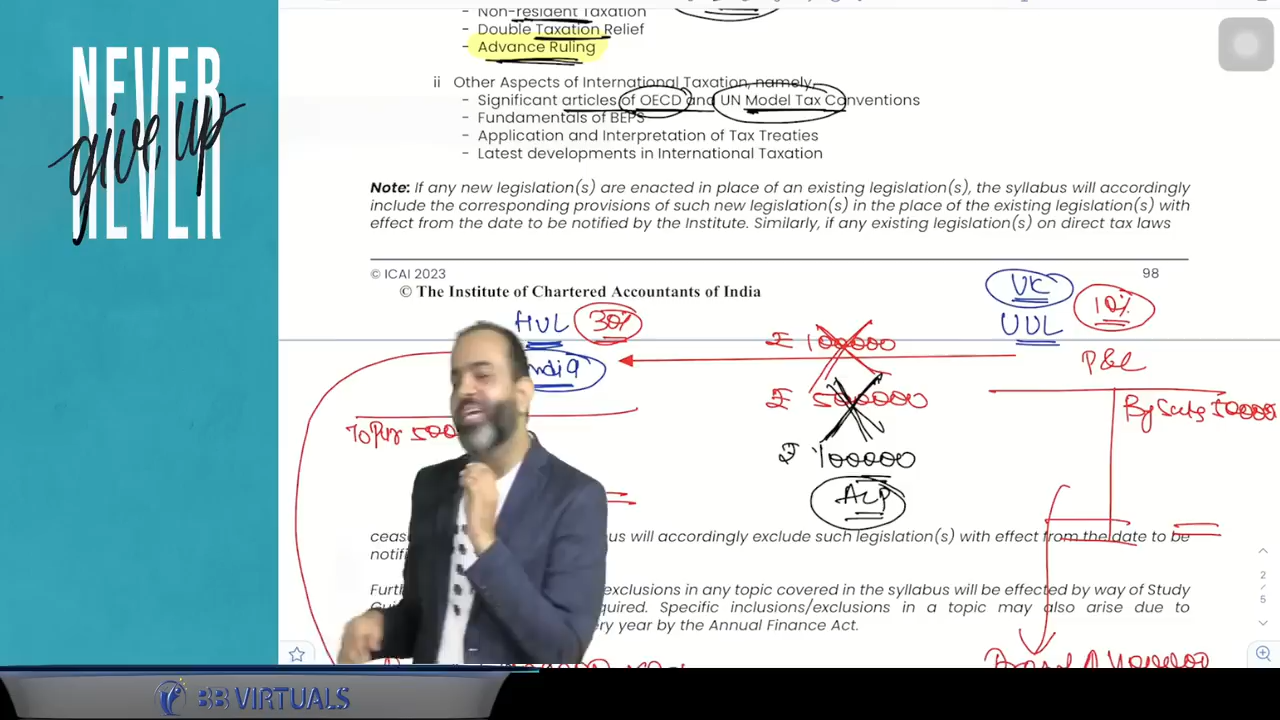 NEVER
give up
NEVER
- Non-resident Taxation
- Double Taxation Relief
- Advance Ruling
ii Other Aspects of International Taxation, namely
- Significant articles of OECD and UN Model Tax Conventions
- Fundamentals of BEPS
- Application and Interpretation of Tax Treaties
- Latest developments in International Taxation
Note: If any new legislation(s) are enacted in place of an existing legislation(s), the syllabus will accordingly
include the corresponding provisions of such new legislation(s) in the place of the existing legislation(s) with
effect from the date to be notified by the Institute. Similarly, if any existing legislation(s) on direct tax laws
© ICAI 2023
98
© The Institute of Chartered Accountants of India
HUL 30%
UK 10%
UUL
₹ 100000
P&L
₹ 500000
By Sales 50000
₹ 100000
ALP
ceas us will accordingly exclude such legislation(s) with effect from the date to be
notifi
Furth exclusions in any topic covered in the syllabus will be effected by way of Study
quired. Specific inclusions/exclusions in a topic may also arise due to
ry year by the Annual Finance Act.
2
/
5
BB VIRTUALS